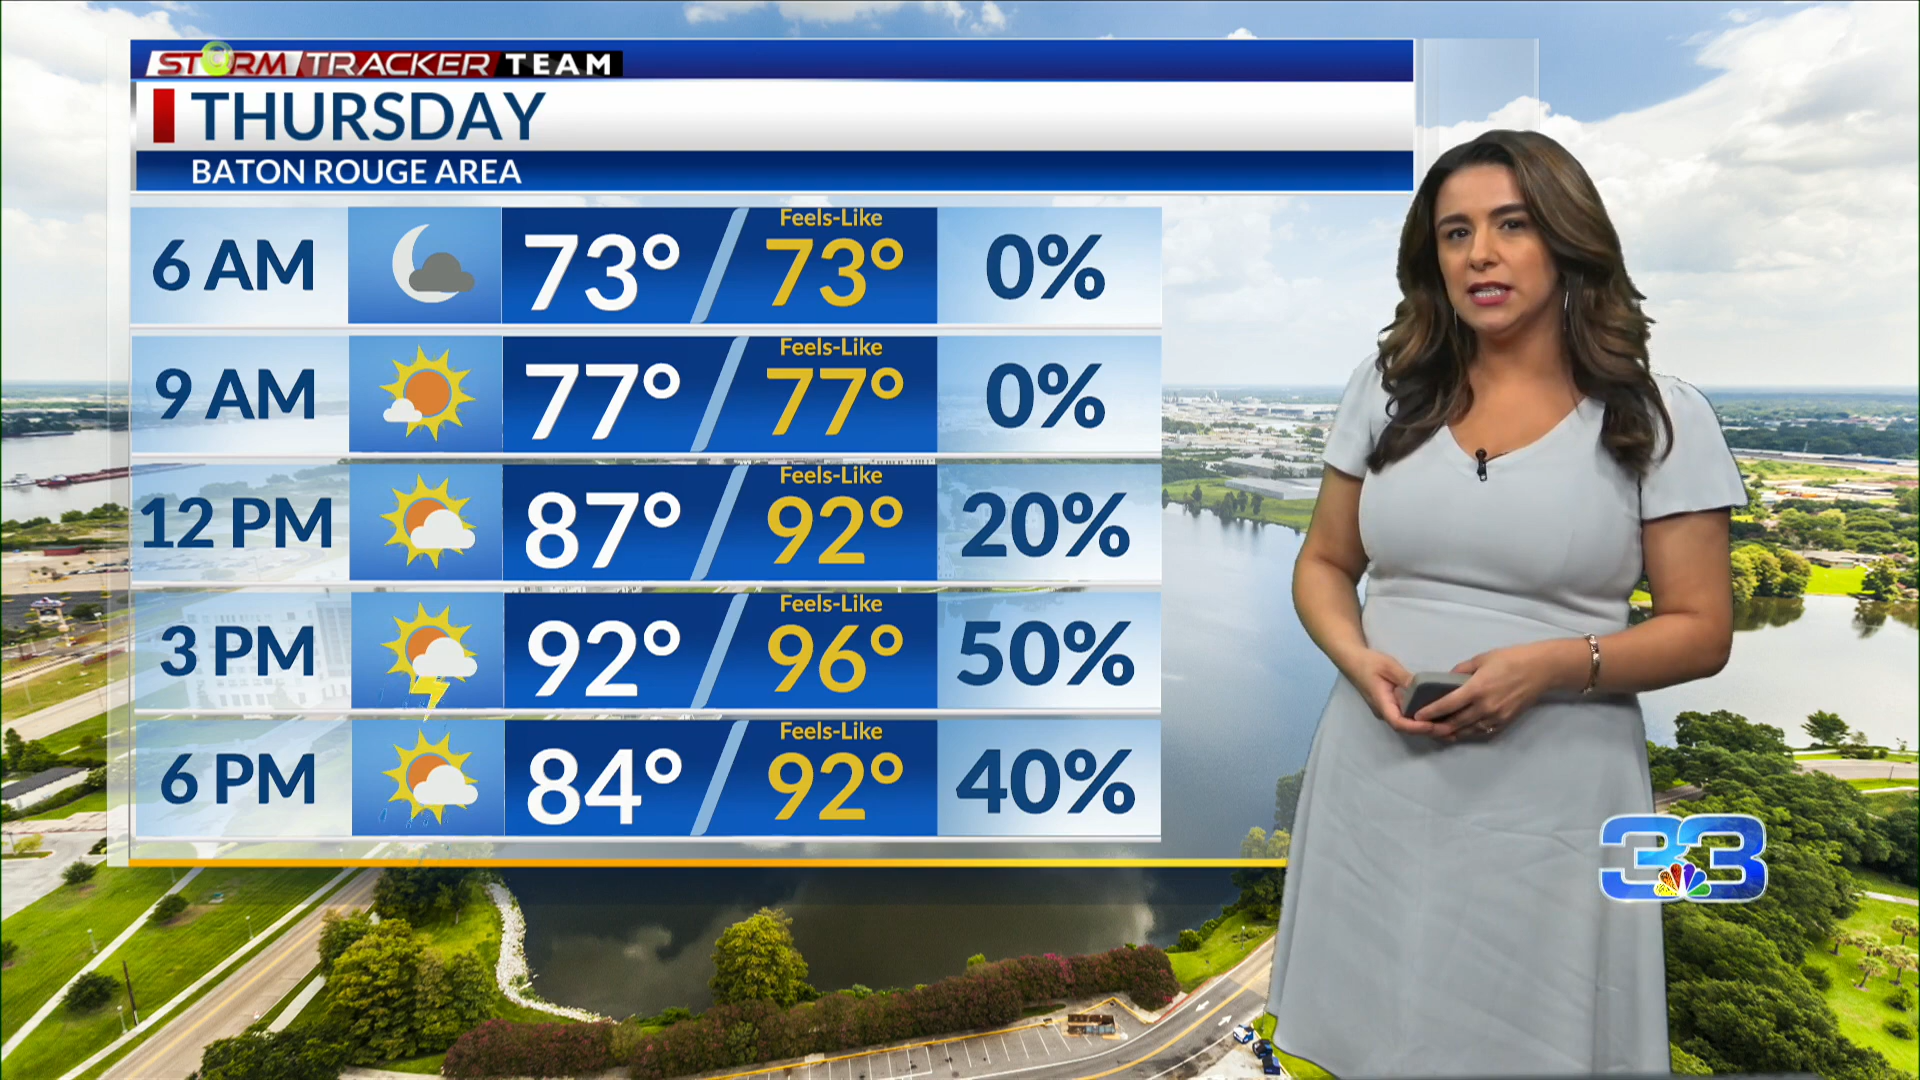 STORM TRACKER TEAM
THURSDAY
BATON ROUGE AREA
6 AM 73° / Feels-Like 73° 0%
9 AM 77° / Feels-Like 77° 0%
12 PM 87° / Feels-Like 92° 20%
3 PM 92° / Feels-Like 96° 50%
6 PM 84° / Feels-Like 92° 40%
33